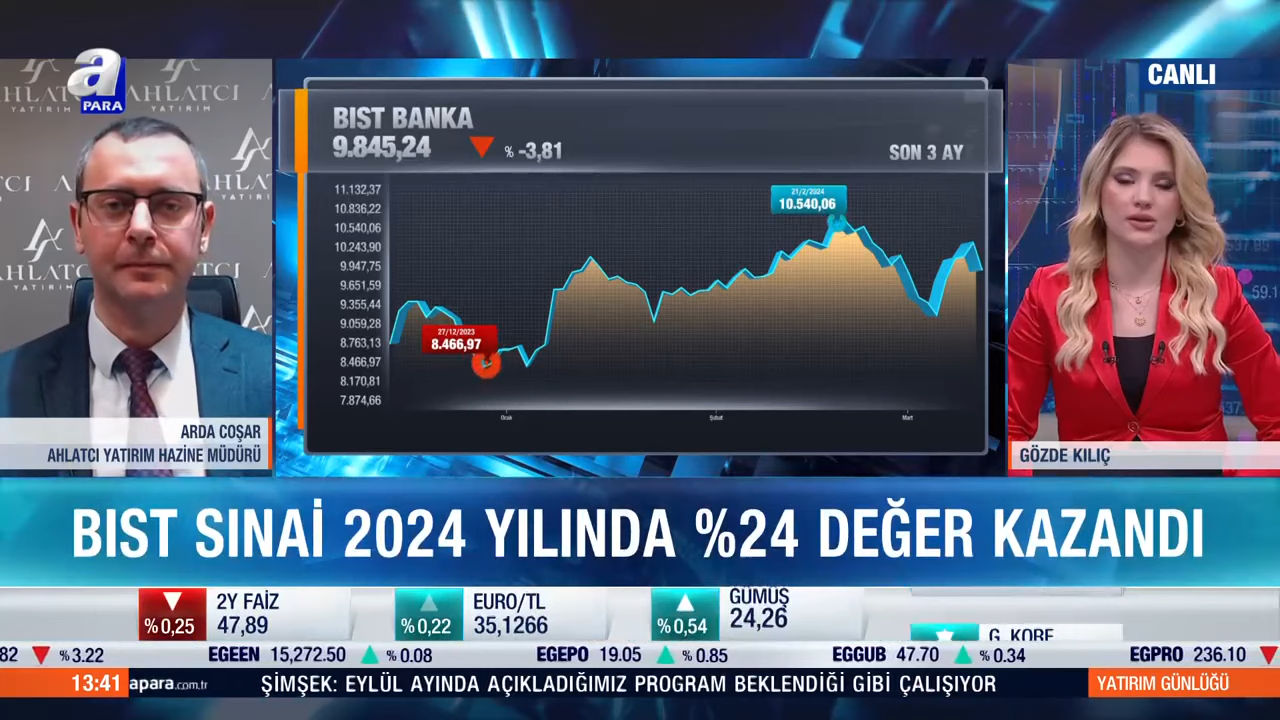 a
PARA
AHLATCI
YATIRIM
CANLI
BIST BANKA
9.845,24
% -3,81
SON 3 AY
11.132,37
10.836,22
10.540,06
10.243,90
9.947,75
9.651,59
9.355,44
9.059,28
8.763,13
8.466,97
8.170,81
7.874,66
21/2/2024
10.540,06
27/12/2023
8.466,97
Ocak
Şubat
Mart
ARDA COŞAR
AHLATCI YATIRIM HAZİNE MÜDÜRÜ
GÖZDE KILIÇ
BIST SINAİ 2024 YILINDA %24 DEĞER KAZANDI
%0,25 2Y FAİZ 47,89
%0,22 EURO/TL 35,1266
%0,54 GÜMÜŞ 24,26
82 %3.22 EGEEN 15,272.50 %0.08 EGEPO 19.05 %0.85 EGGUB 47.70 %0.34 EGPRO 236.10
13:41 apara.com.tr ŞİMŞEK: EYLÜL AYINDA AÇIKLADIĞIMIZ PROGRAM BEKLENDİĞİ GİBİ ÇALIŞIYOR YATIRIM GÜNLÜĞÜ